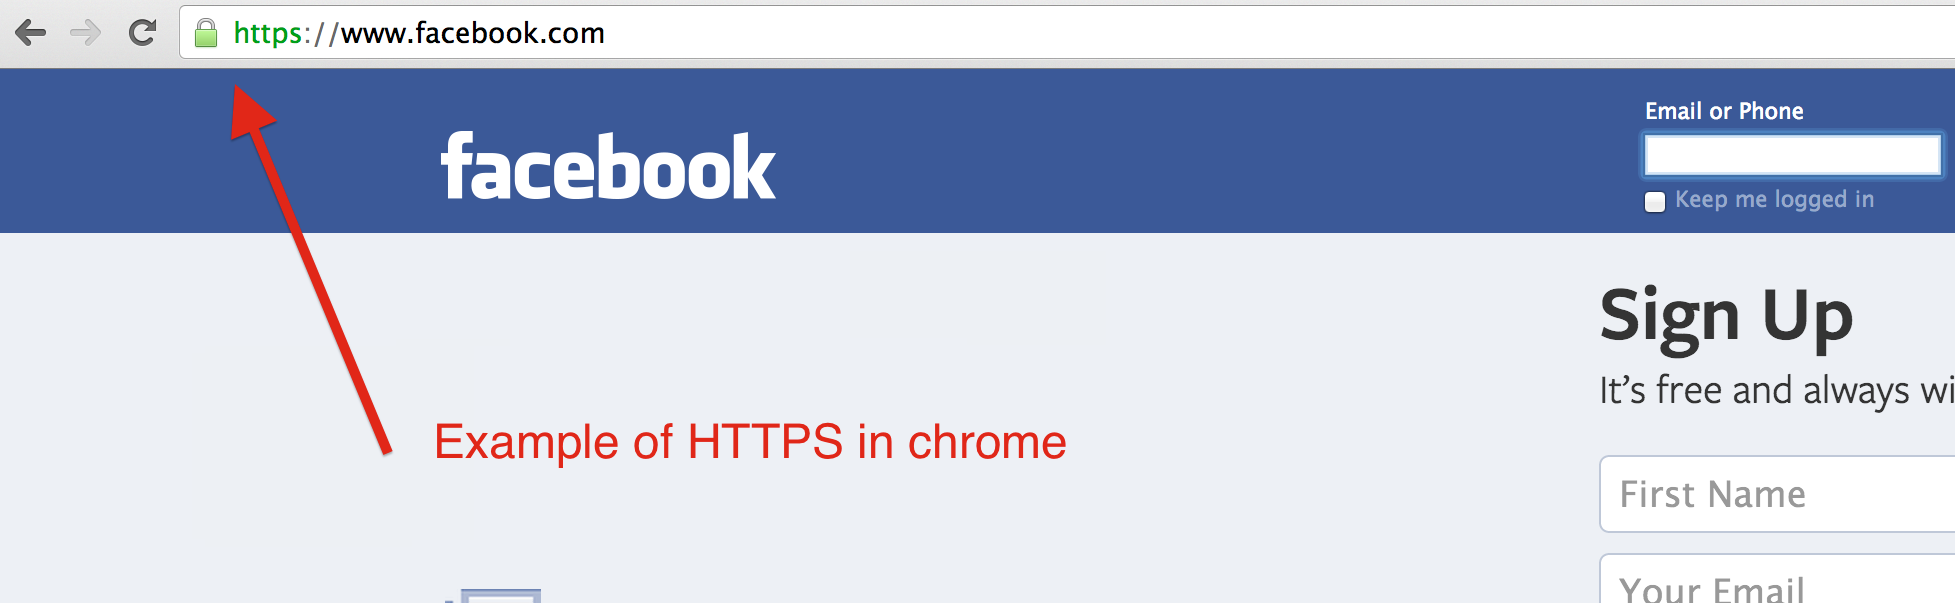 https://www.facebook.com
facebook
Email or Phone
Keep me logged in
Sign Up
It's free and always
Example of HTTPS in chrome
First Name
Your Email